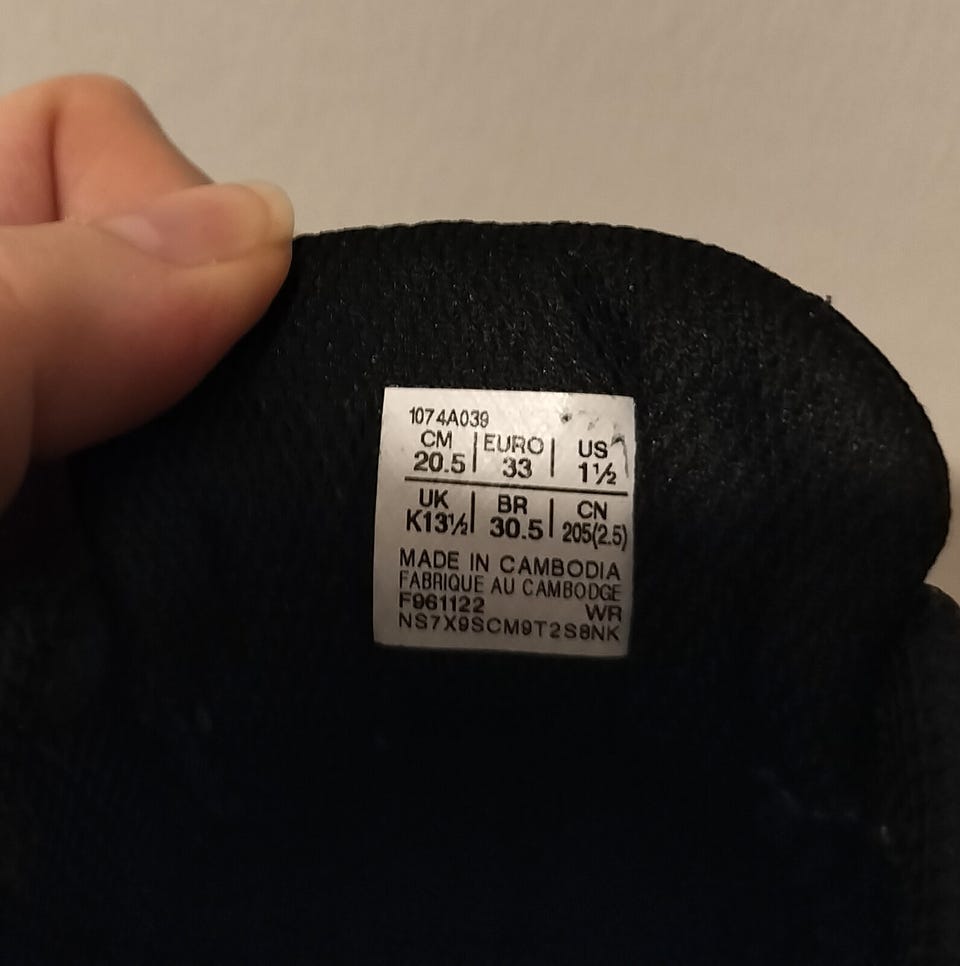 1074A039
CM | EURO | US
20.5 | 33 | 1½
UK | BR | CN
K13½ | 30.5 | 205(2.5)
MADE IN CAMBODIA
FABRIQUE AU CAMBODGE
F961122 WR
NS7X9SCM9T2S8NK